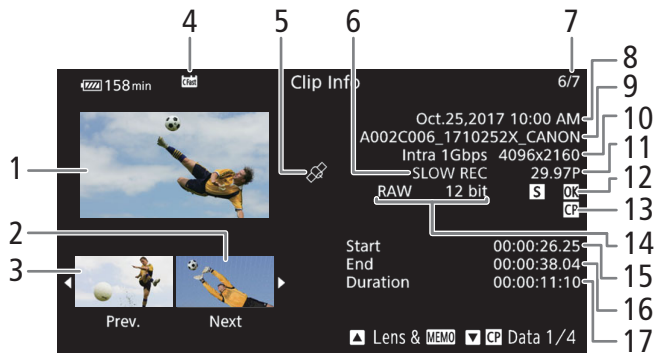 4 5 6 7
158 min CFast Clip Info 6/7
8
Oct.25,2017 10:00 AM 9
A002C006_1710252X_CANON 10
Intra 1Gbps 4096x2160 11
1 SLOW REC 29.97P
RAW 12 bit S OK 12
CP 13
2 14
3 Start 00:00:26.25 15
End 00:00:38.04
Duration 00:00:11:10 16
Prev. Next
Lens & MEMO CP Data 1/4 17